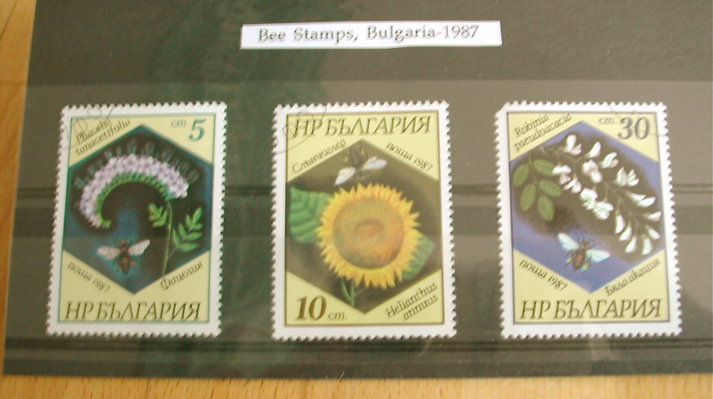 Bee Stamps, Bulgaria-1987
Phacelia
tanacetifolia
ст. 5
поща 1987
Фацелия
НР БЪЛГАРИЯ
НР БЪЛГАРИЯ
Слънчоглед
поща 1987
10 ст.
Helianthus
annuus
Robinia
pseudoacacia
ст. 30
поща 1987
Бяла акация
НР БЪЛГАРИЯ